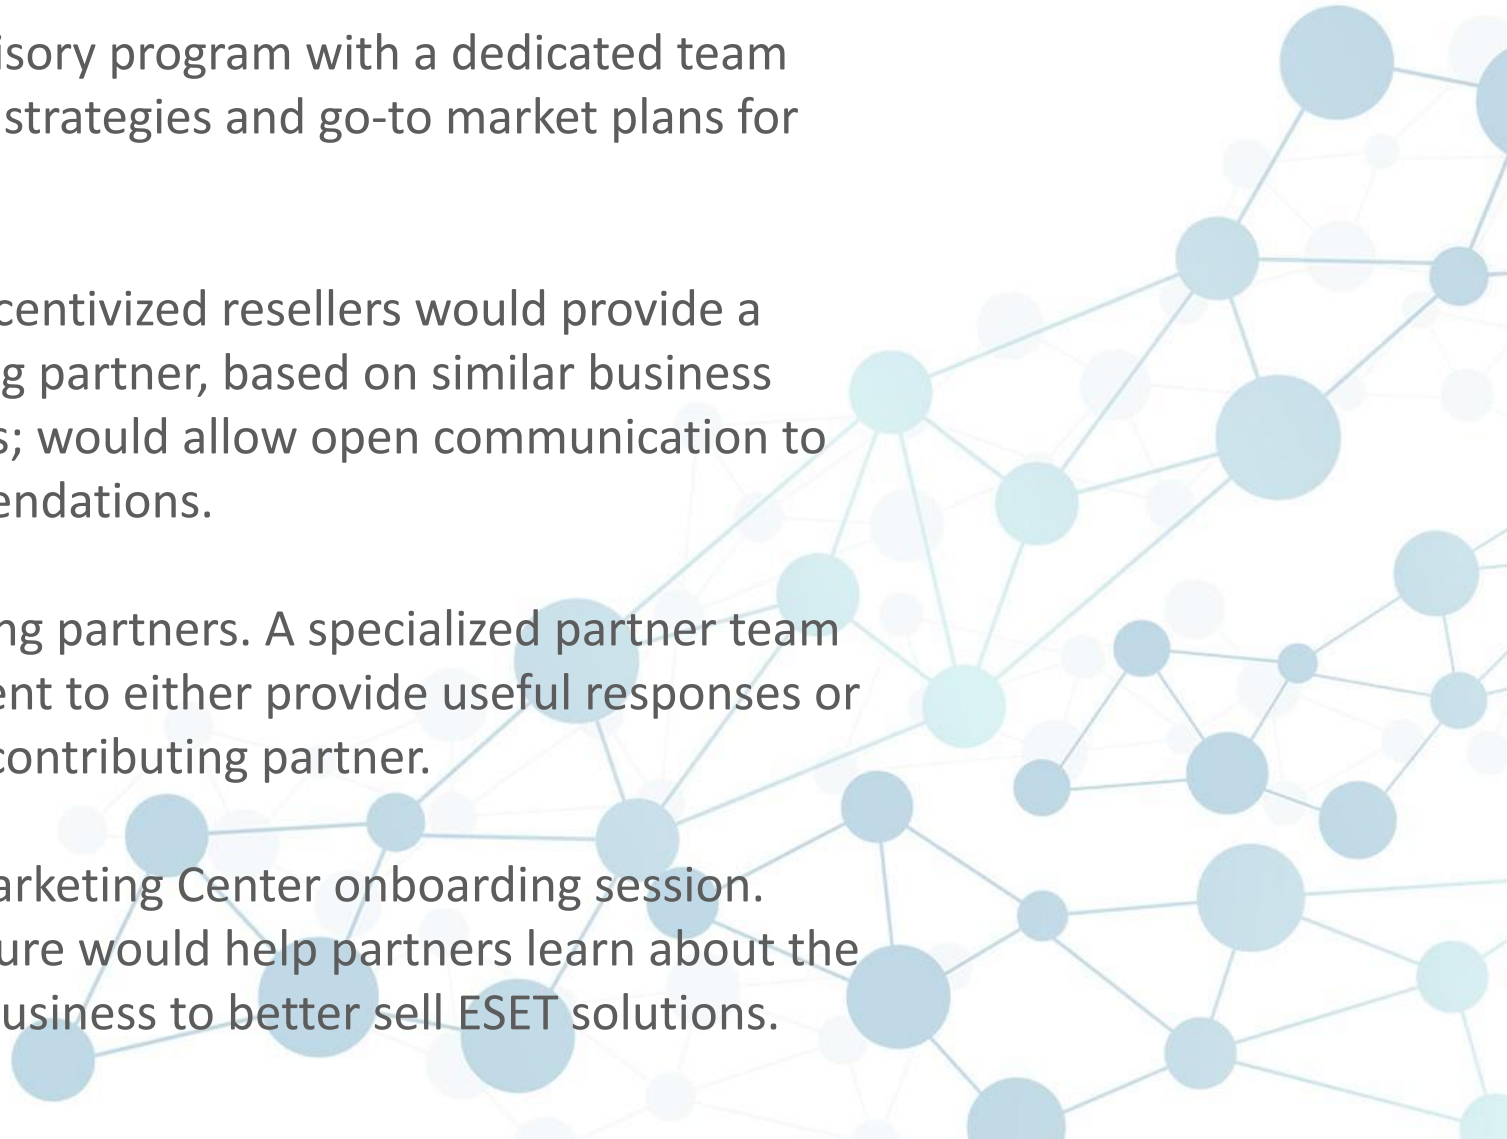 isory program with a dedicated team
strategies and go-to market plans for
centivized resellers would provide a
g partner, based on similar business
s; would allow open communication to
endations.
ng partners. A specialized partner team
ent to either provide useful responses or
contributing partner.
arketing Center onboarding session.
ure would help partners learn about the
usiness to better sell ESET solutions.